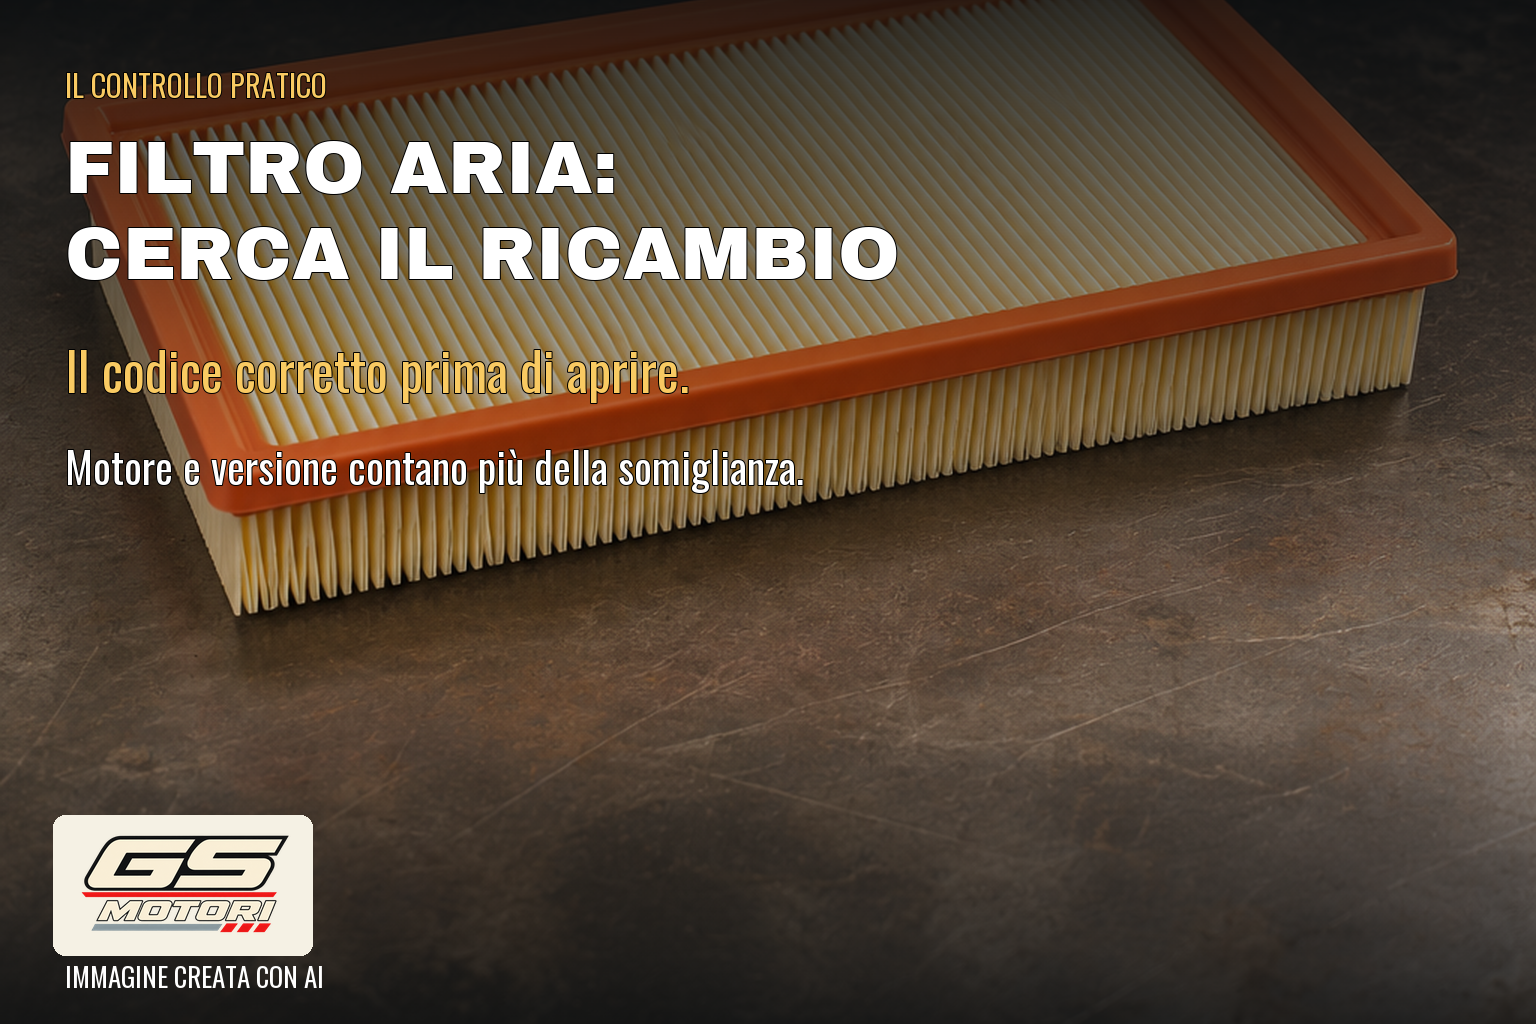 IL CONTROLLO PRATICO
FILTRO ARIA:
CERCA IL RICAMBIO
Il codice corretto prima di aprire.
Motore e versione contano più della somiglianza.
GS
MOTORI
IMMAGINE CREATA CON AI